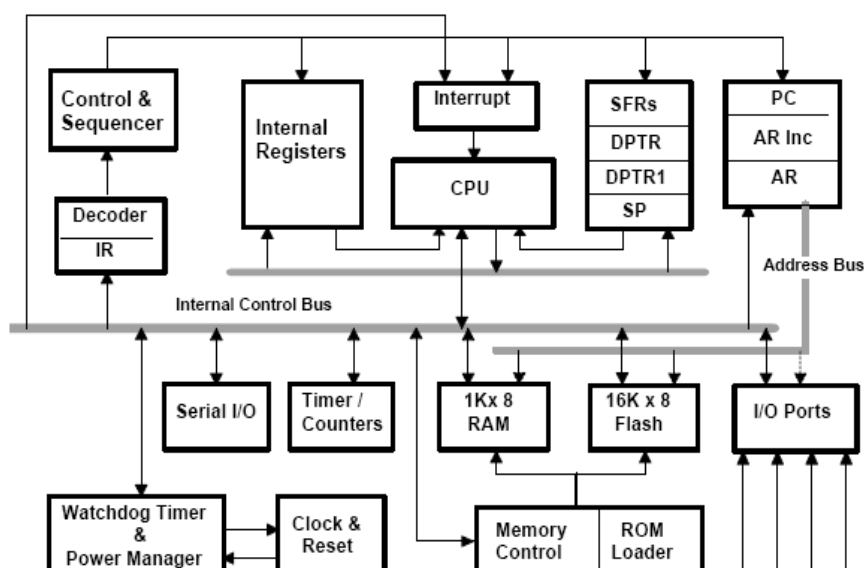 Control &
Sequencer
Internal
Registers
Interrupt
CPU
SFRs
DPTR
DPTR1
SP
PC
AR Inc
AR
Decoder
IR
Address Bus
Internal Control Bus
Serial I/O
Timer /
Counters
1Kx 8
RAM
16K x 8
Flash
I/O Ports
Watchdog Timer
&
Power Manager
Clock &
Reset
Memory
Control
ROM
Loader